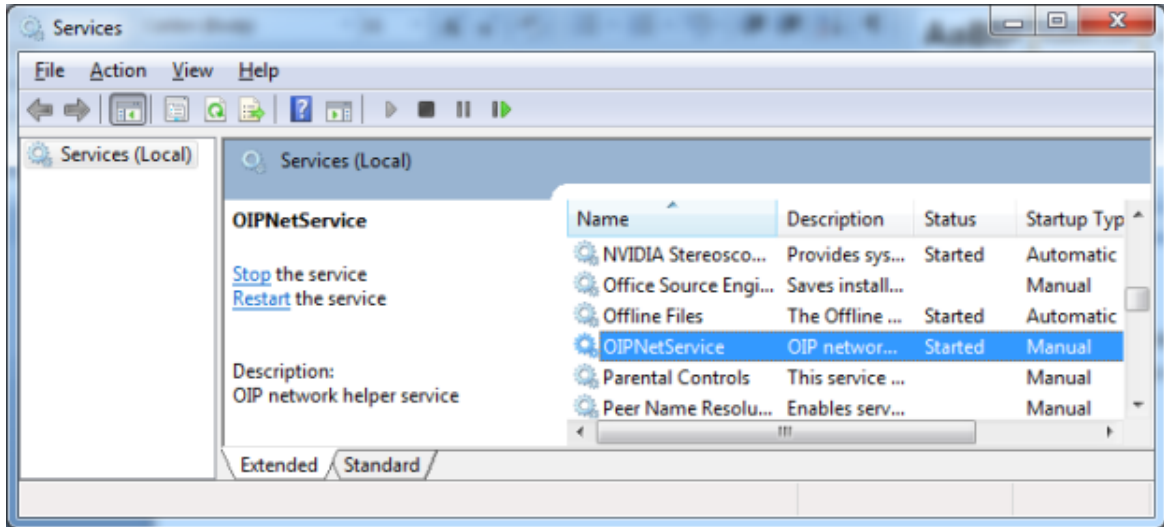 Services
File Action View Help
Services (Local)
Services (Local)
OIPNetService
Stop the service
Restart the service
Description:
OIP network helper service
Name Description Status Startup Typ
NVIDIA Stereosco... Provides sys... Started Automatic
Office Source Engi... Saves install... Manual
Offline Files The Offline ... Started Automatic
OIPNetService OIP networ... Started Manual
Parental Controls This service ... Manual
Peer Name Resolu... Enables serv... Manual
Extended Standard